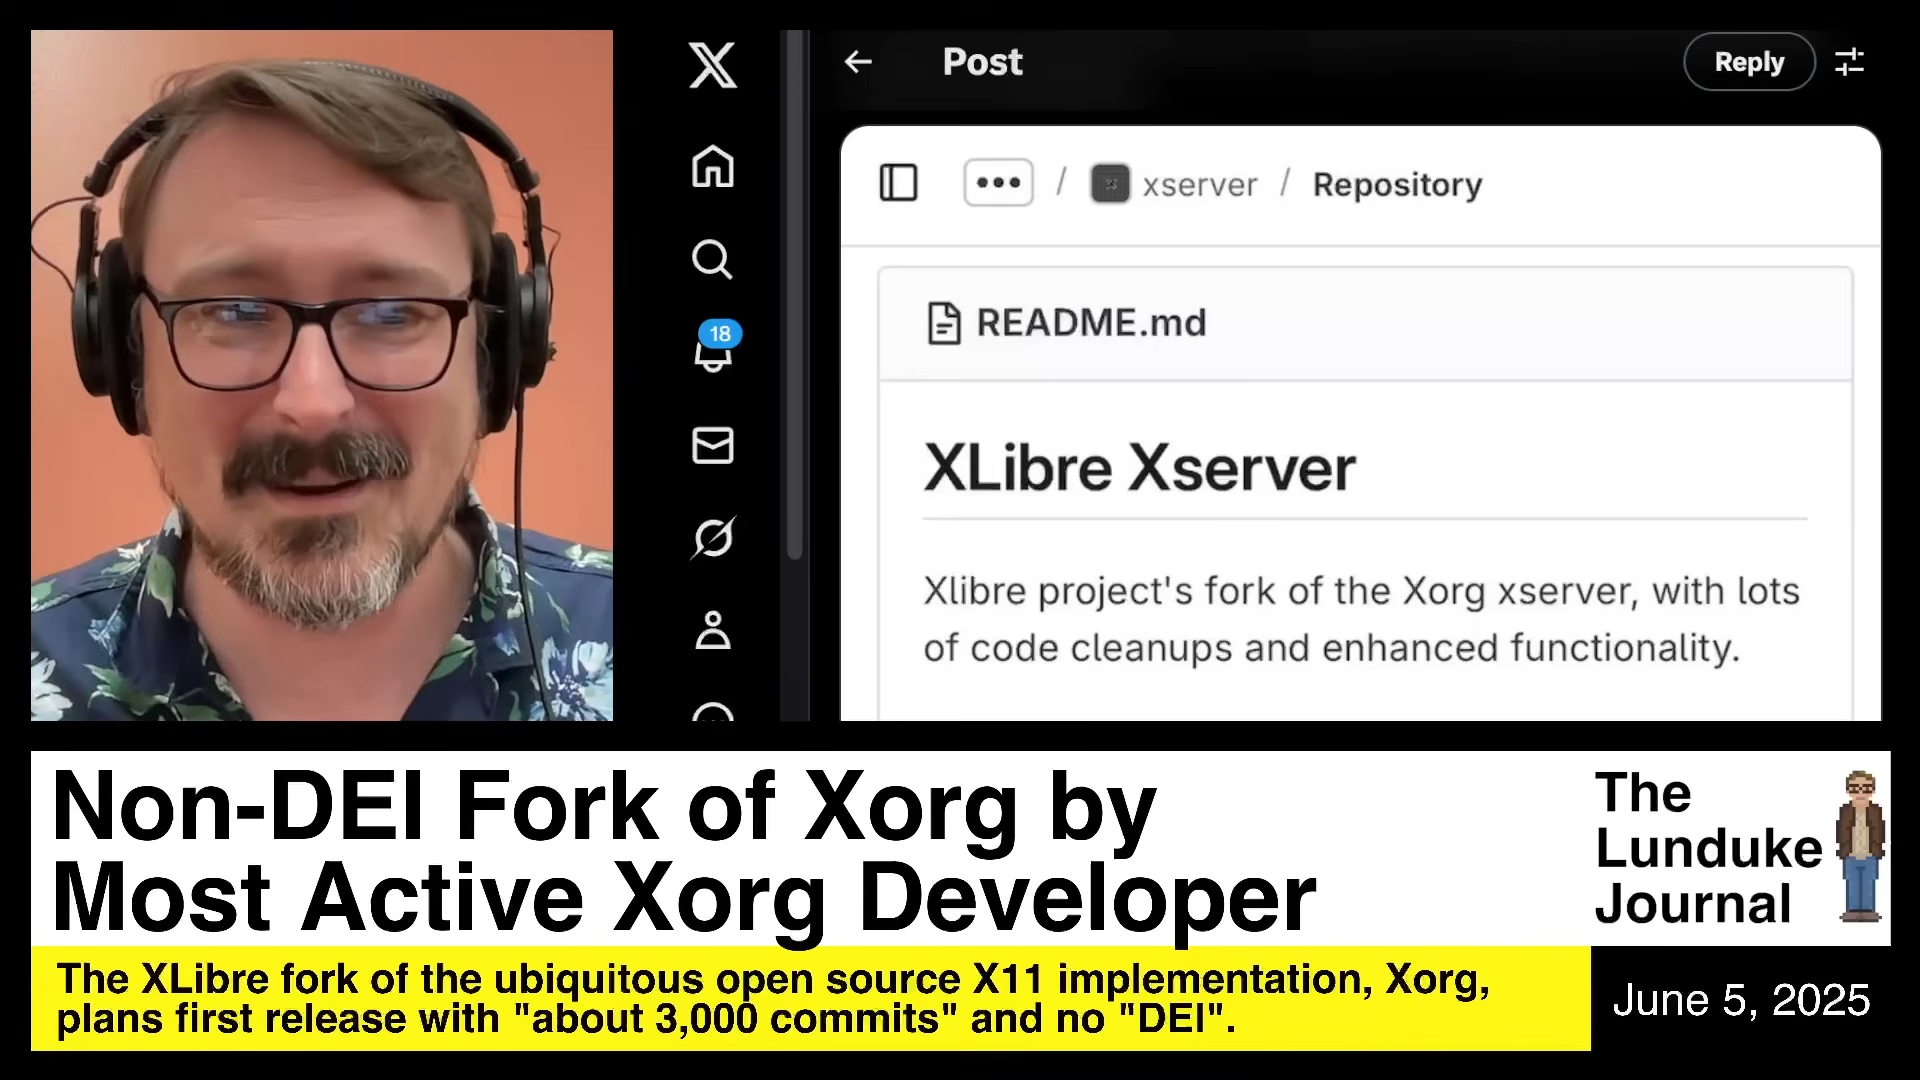 Post
Reply
18
xserver / Repository
README.md
XLibre Xserver
Xlibre project's fork of the Xorg xserver, with lots
of code cleanups and enhanced functionality.
Non-DEI Fork of Xorg by
Most Active Xorg Developer
The XLibre fork of the ubiquitous open source X11 implementation, Xorg,
plans first release with "about 3,000 commits" and no "DEI".
The
Lunduke
Journal
June 5, 2025